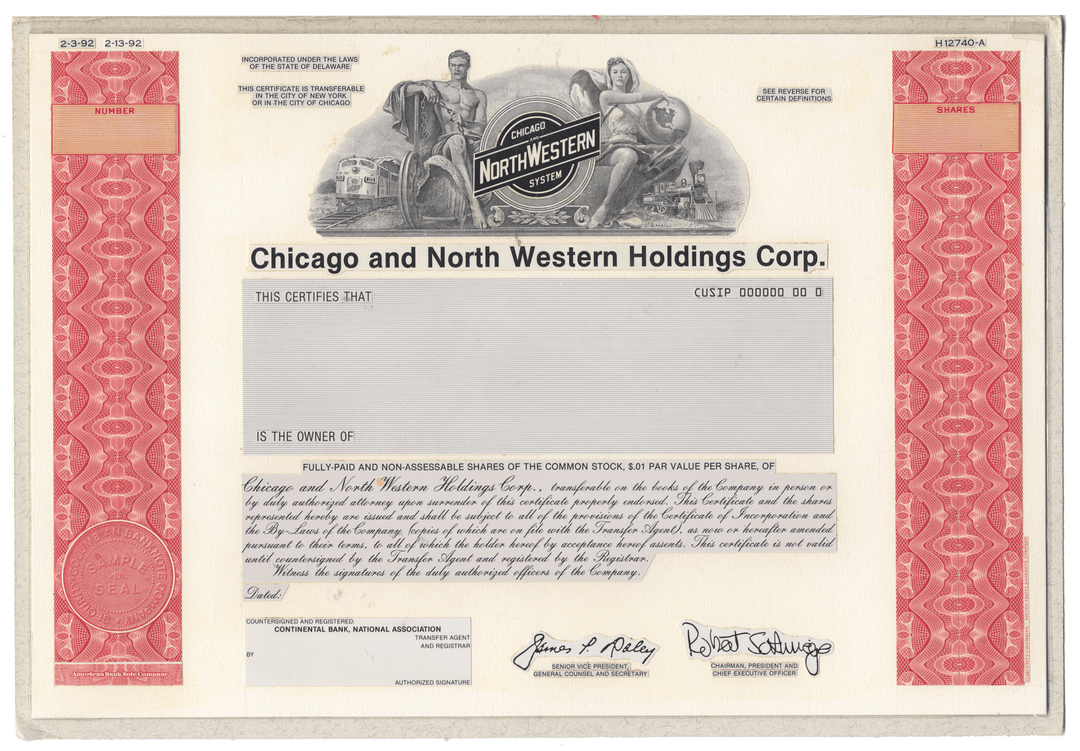 2-3-92 2-13-92
H12740-A
INCORPORATED UNDER THE LAWS
OF THE STATE OF DELAWARE
THIS CERTIFICATE IS TRANSFERABLE
IN THE CITY OF NEW YORK
OR IN THE CITY OF CHICAGO
SEE REVERSE FOR
CERTAIN DEFINITIONS
NUMBER
SHARES
CHICAGO
AND
NORTHWESTERN
SYSTEM
Chicago and North Western Holdings Corp.
THIS CERTIFIES THAT
CUSIP 000000 00 0
IS THE OWNER OF
FULLY-PAID AND NON-ASSESSABLE SHARES OF THE COMMON STOCK, $.01 PAR VALUE PER SHARE, OF
Chicago and North Western Holdings Corp., transferable on the books of the Company in person or
by duly authorized attorney upon surrender of this certificate properly endorsed. This Certificate and the shares
represented hereby are issued and shall be subject to all of the provisions of the Certificate of Incorporation and
the By-Laws of the Company (copies of which are on file with the Transfer Agent), as now or hereafter amended
pursuant to their terms, to all of which the holder hereof by acceptance hereof assents. This certificate is not valid
until countersigned by the Transfer Agent and registered by the Registrar.
Witness the signatures of the duly authorized officers of the Company.
Dated:
SAMPLE
SEAL
COUNTERSIGNED AND REGISTERED:
CONTINENTAL BANK, NATIONAL ASSOCIATION
TRANSFER AGENT
AND REGISTRAR
BY
AUTHORIZED SIGNATURE
James P. Daley
SENIOR VICE PRESIDENT,
GENERAL COUNSEL AND SECRETARY
Robert Schmiege
CHAIRMAN, PRESIDENT AND
CHIEF EXECUTIVE OFFICER
American Bank Note Company